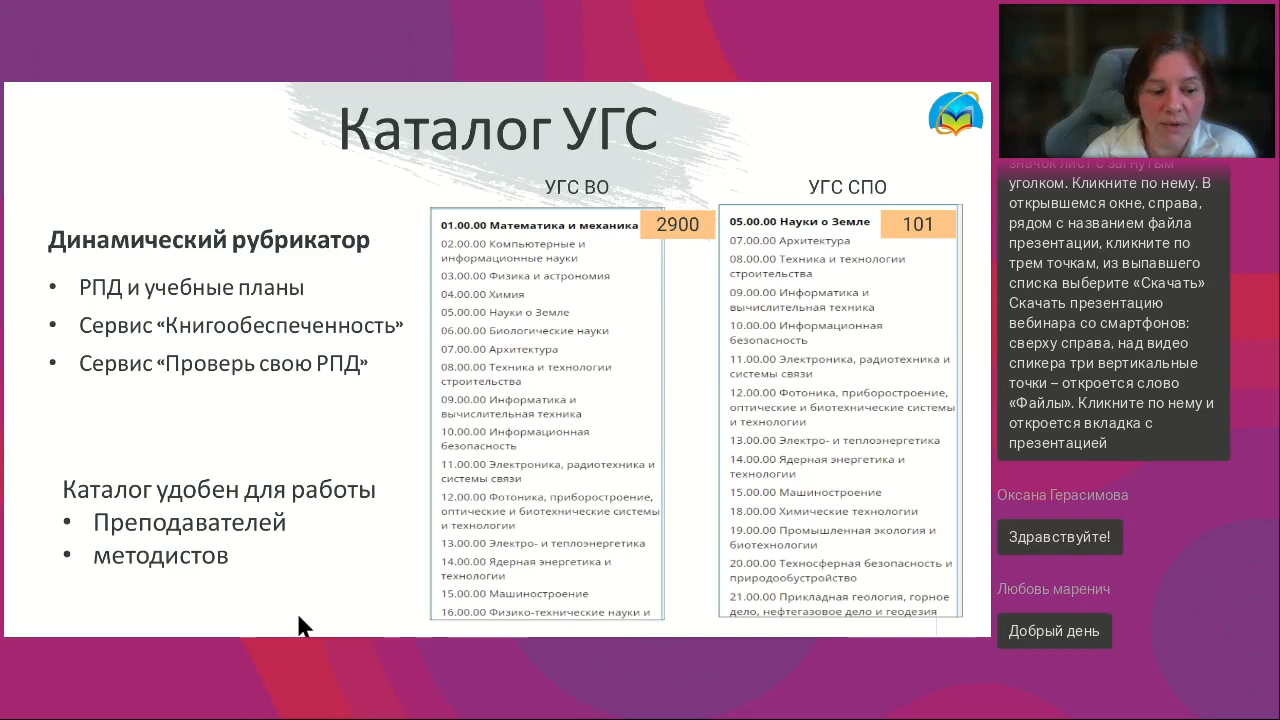 Каталог УГС
Динамический рубрикатор
• РПД и учебные планы
• Сервис «Книгообеспеченность»
• Сервис «Проверь свою РПД»
Каталог удобен для работы
• Преподавателей
• методистов
УГС ВО
2900
01.00.00 Математика и механика
02.00.00 Компьютерные и
информационные науки
03.00.00 Физика и астрономия
04.00.00 Химия
05.00.00 Науки о Земле
06.00.00 Биологические науки
07.00.00 Архитектура
08.00.00 Техника и технологии
строительства
09.00.00 Информатика и
вычислительная техника
10.00.00 Информационная
безопасность
11.00.00 Электроника, радиотехника и
системы связи
12.00.00 Фотоника, приборостроение,
оптические и биотехнические системы
и технологии
13.00.00 Электро- и теплоэнергетика
14.00.00 Ядерная энергетика и
технологии
15.00.00 Машиностроение
16.00.00 Физико-технические науки и
УГС СПО
101
05.00.00 Науки о Земле
07.00.00 Архитектура
08.00.00 Техника и технологии
строительства
09.00.00 Информатика и
вычислительная техника
10.00.00 Информационная
безопасность
11.00.00 Электроника, радиотехника и
системы связи
12.00.00 Фотоника, приборостроение,
оптические и биотехнические системы
и технологии
13.00.00 Электро- и теплоэнергетика
14.00.00 Ядерная энергетика и
технологии
15.00.00 Машиностроение
18.00.00 Химические технологии
19.00.00 Промышленная экология и
биотехнологии
20.00.00 Техносферная безопасность и
природообустройство
21.00.00 Прикладная геология, горное
дело, нефтегазовое дело и геодезия
значок лист с загнутым
уголком. Кликните по нему. В
открывшемся окне, справа,
рядом с названием файла
презентации, кликните по
трем точкам, из выпавшего
списка выберите «Скачать»
Скачать презентацию
вебинара со смартфонов:
сверху справа, над видео
спикера три вертикальные
точки – откроется слово
«Файлы». Кликните по нему и
откроется вкладка с
презентацией
Оксана Герасимова
Здравствуйте!
Любовь маренич
Добрый день